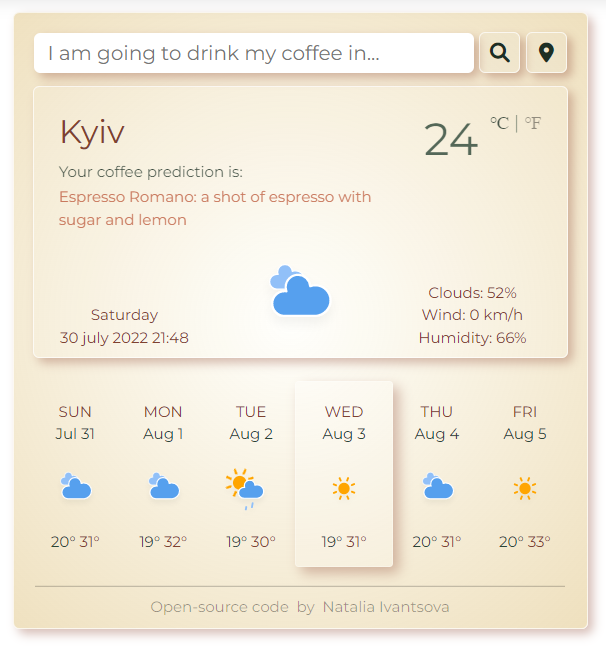 I am going to drink my coffee in...
Kyiv
24 °C | °F
Your coffee prediction is:
Espresso Romano: a shot of espresso with
sugar and lemon
Saturday
30 july 2022 21:48
Clouds: 52%
Wind: 0 km/h
Humidity: 66%
SUN MON TUE WED THU FRI
Jul 31 Aug 1 Aug 2 Aug 3 Aug 4 Aug 5
20° 31° 19° 32° 19° 30° 19° 31° 20° 31° 20° 33°
Open-source code by Natalia Ivantsova